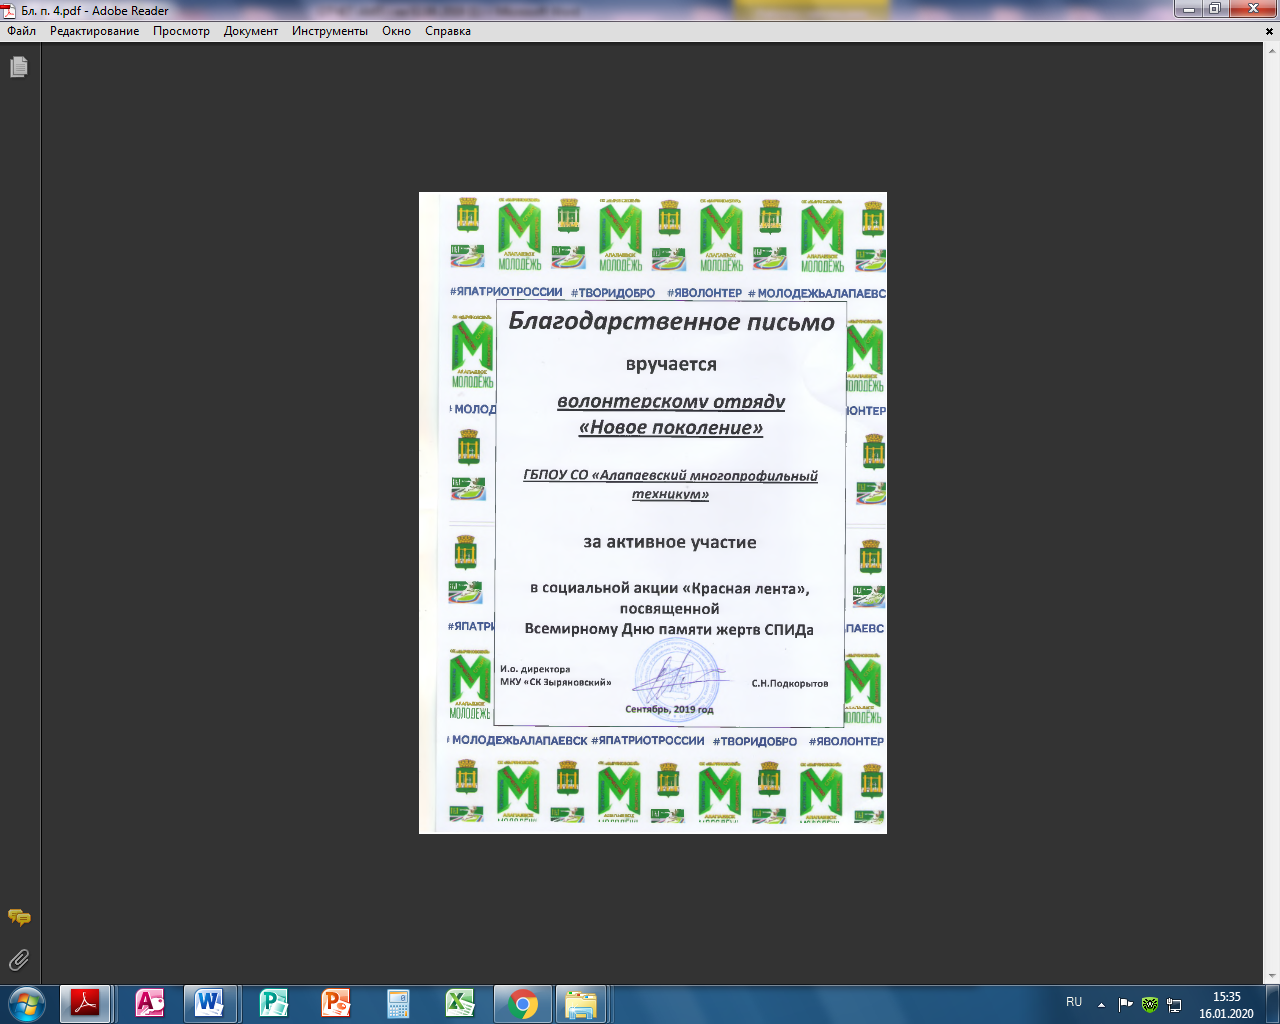 Бл. п. 4.pdf - Adobe Reader
Файл Редактирование Просмотр Документ Инструменты Окно Справка
АЛАПАЕВСК МОЛОДЁЖЬ
#ЯПАТРИОТРОССИИ #ТВОРИДОБРО #ЯВОЛОНТЕР #МОЛОДЕЖЬАЛАПАЕВС
Благодарственное письмо
вручается
волонтерскому отряду
«Новое поколение»
ГБПОУ СО «Алапаевский многопрофильный
техникум»
за активное участие
в социальной акции «Красная лента»,
посвященной
Всемирному Дню памяти жертв СПИДа
И.о. директора
МКУ «СК Зыряновский» С.Н.Подкорытов
Сентябрь, 2019 год
#МОЛОДЕЖЬАЛАПАЕВСК #ЯПАТРИОТРОССИИ #ТВОРИДОБРО #ЯВОЛОНТЕР
RU 15:35
16.01.2020